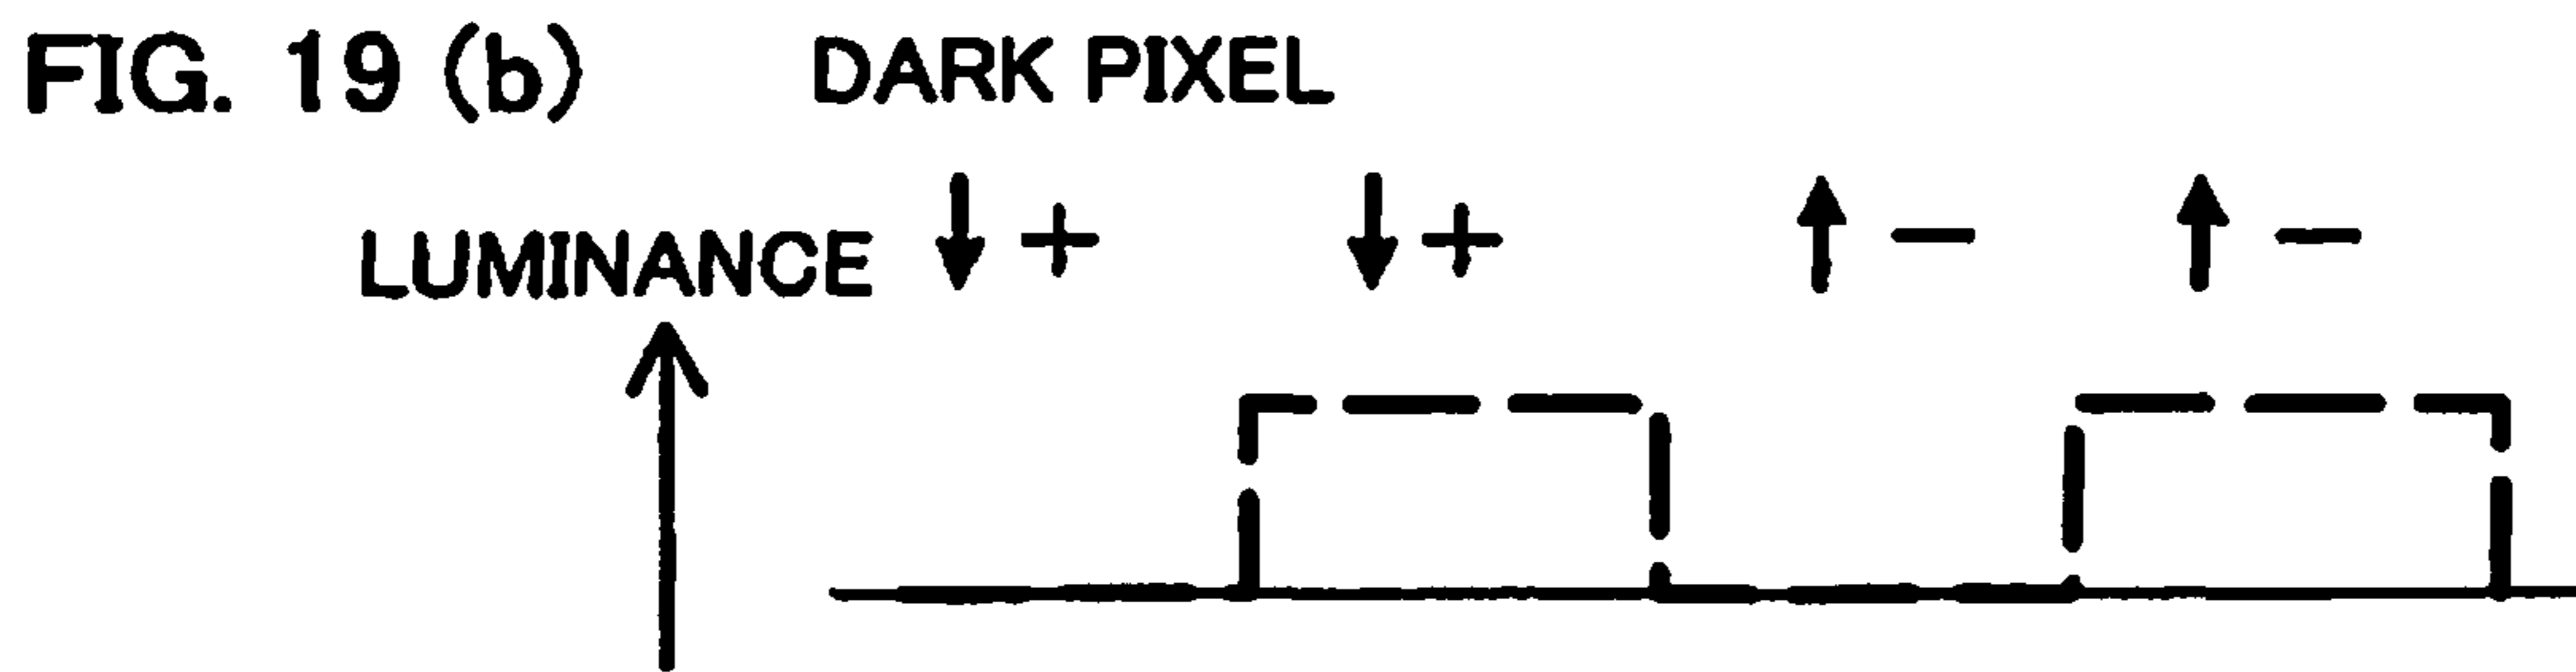 FIG. 19 (b) DARK PIXEL
↓ + ↓ + ↑ − ↑ −
LUMINANCE